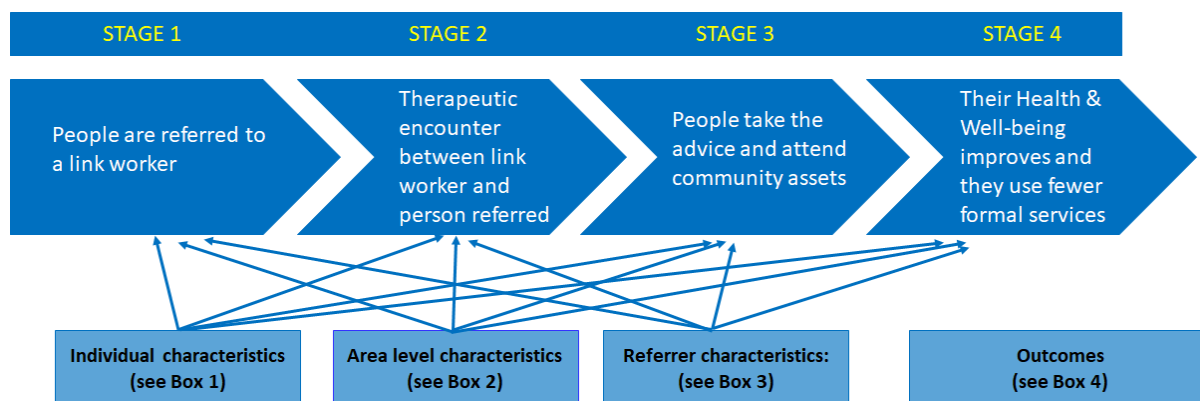 STAGE 1
STAGE 2
STAGE 3
STAGE 4
People are referred to
a link worker
Therapeutic
encounter
between link
worker and
person referred
People take the
advice and attend
community assets
Their Health &
Well-being
improves and
they use fewer
formal services
Individual characteristics
(see Box 1)
Area level characteristics
(see Box 2)
Referrer characteristics:
(see Box 3)
Outcomes
(see Box 4)